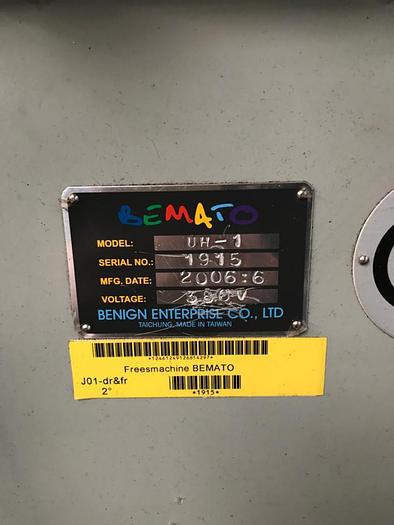 BEMATO
MODEL: UH-1
SERIAL NO.: 1915
MFG. DATE: 2006:6
VOLTAGE: 380V
BENIGN ENTERPRISE CO., LTD
TAICHUNG, MADE IN TAIWAN
Freesmachine BEMATO
J01-dr&fr
2°
*1915*